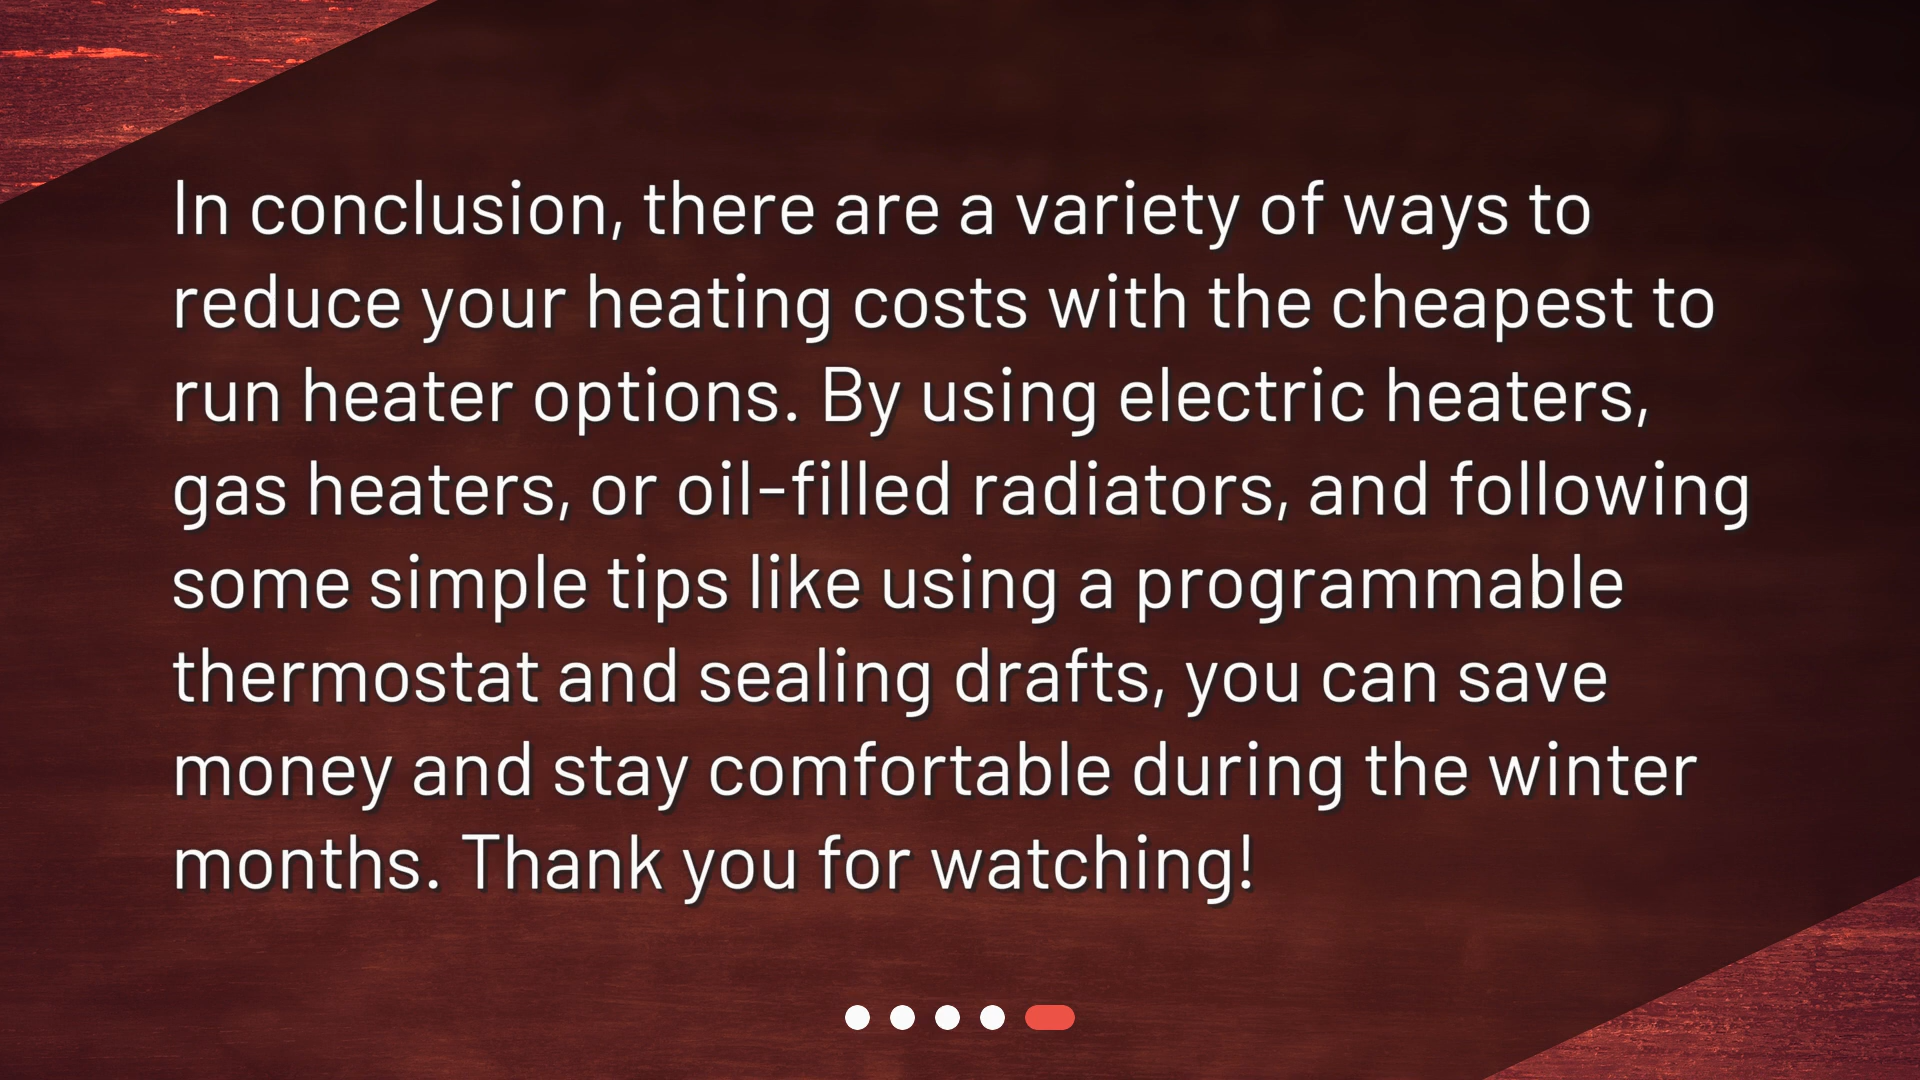 In conclusion, there are a variety of ways to
reduce your heating costs with the cheapest to
run heater options. By using electric heaters,
gas heaters, or oil-filled radiators, and following
some simple tips like using a programmable
thermostat and sealing drafts, you can save
money and stay comfortable during the winter
months. Thank you for watching!